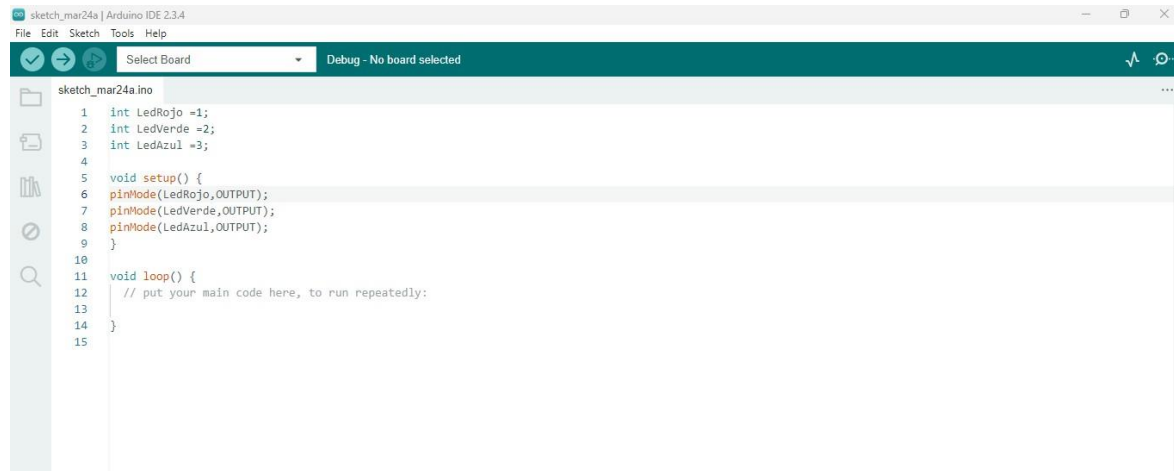 sketch_mar24a | Arduino IDE 2.3.4
File Edit Sketch Tools Help
Select Board Debug - No board selected
sketch_mar24a.ino
1 int LedRojo =1;
2 int LedVerde =2;
3 int LedAzul =3;
4
5 void setup() {
6 pinMode(LedRojo,OUTPUT);
7 pinMode(LedVerde,OUTPUT);
8 pinMode(LedAzul,OUTPUT);
9 }
10
11 void loop() {
12 // put your main code here, to run repeatedly:
13
14 }
15